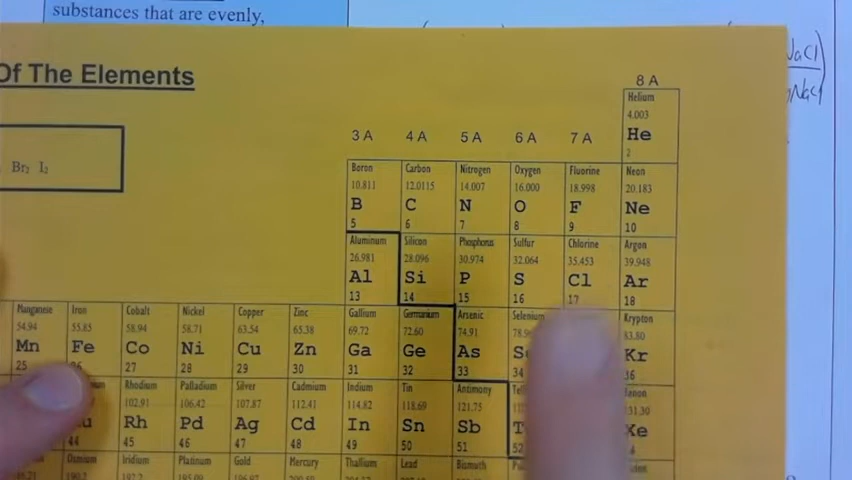 substances that are evenly,
NaCl
NaCl
Of The Elements
8 A
Helium
4.003
He
2
3 A 4 A 5 A 6 A 7 A
Br₂ I₂
Boron Carbon Nitrogen Oxygen Fluorine Neon
10.811 12.0115 14.007 16.000 18.998 20.183
B C N O F Ne
5 6 7 8 9 10
Aluminum Silicon Phosphorus Sulfur Chlorine Argon
26.981 28.096 30.974 32.064 35.453 39.948
Al Si P S Cl Ar
13 14 15 16 17 18
Manganese Iron Cobalt Nickel Copper Zinc Gallium Germanium Arsenic Selenium Krypton
54.94 55.85 58.94 58.71 63.54 65.38 69.72 72.60 74.91 83.80
Mn Fe Co Ni Cu Zn Ga Ge As Kr
25 26 27 28 29 30 31 32 33 34 36
Rhodium Palladium Silver Cadmium Indium Tin Antimony
102.91 106.42 107.87 112.41 114.82 118.69 121.75 131.30
Rh Pd Ag Cd In Sn Sb Xe
44 45 46 47 48 49 50 51 52
Osmium Iridium Platinum Gold Mercury Thallium Lead Bismuth